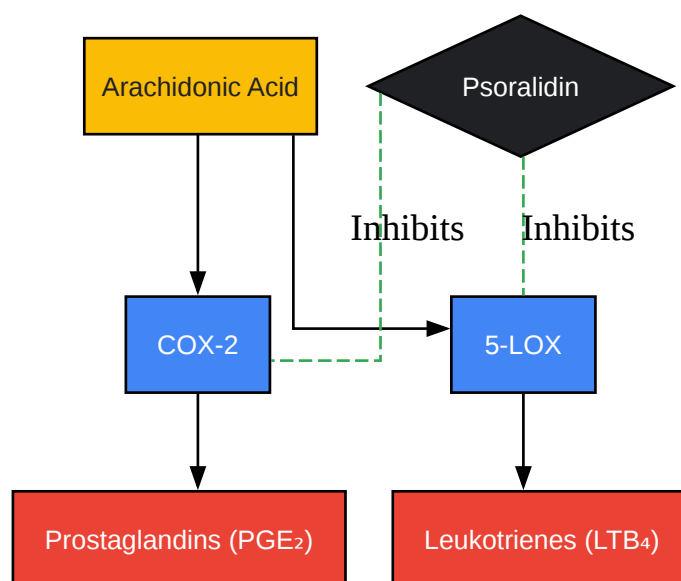 Arachidonic Acid
Psoralidin
Inhibits
Inhibits
COX-2
5-LOX
Prostaglandins (PGE₂)
Leukotrienes (LTB₄)